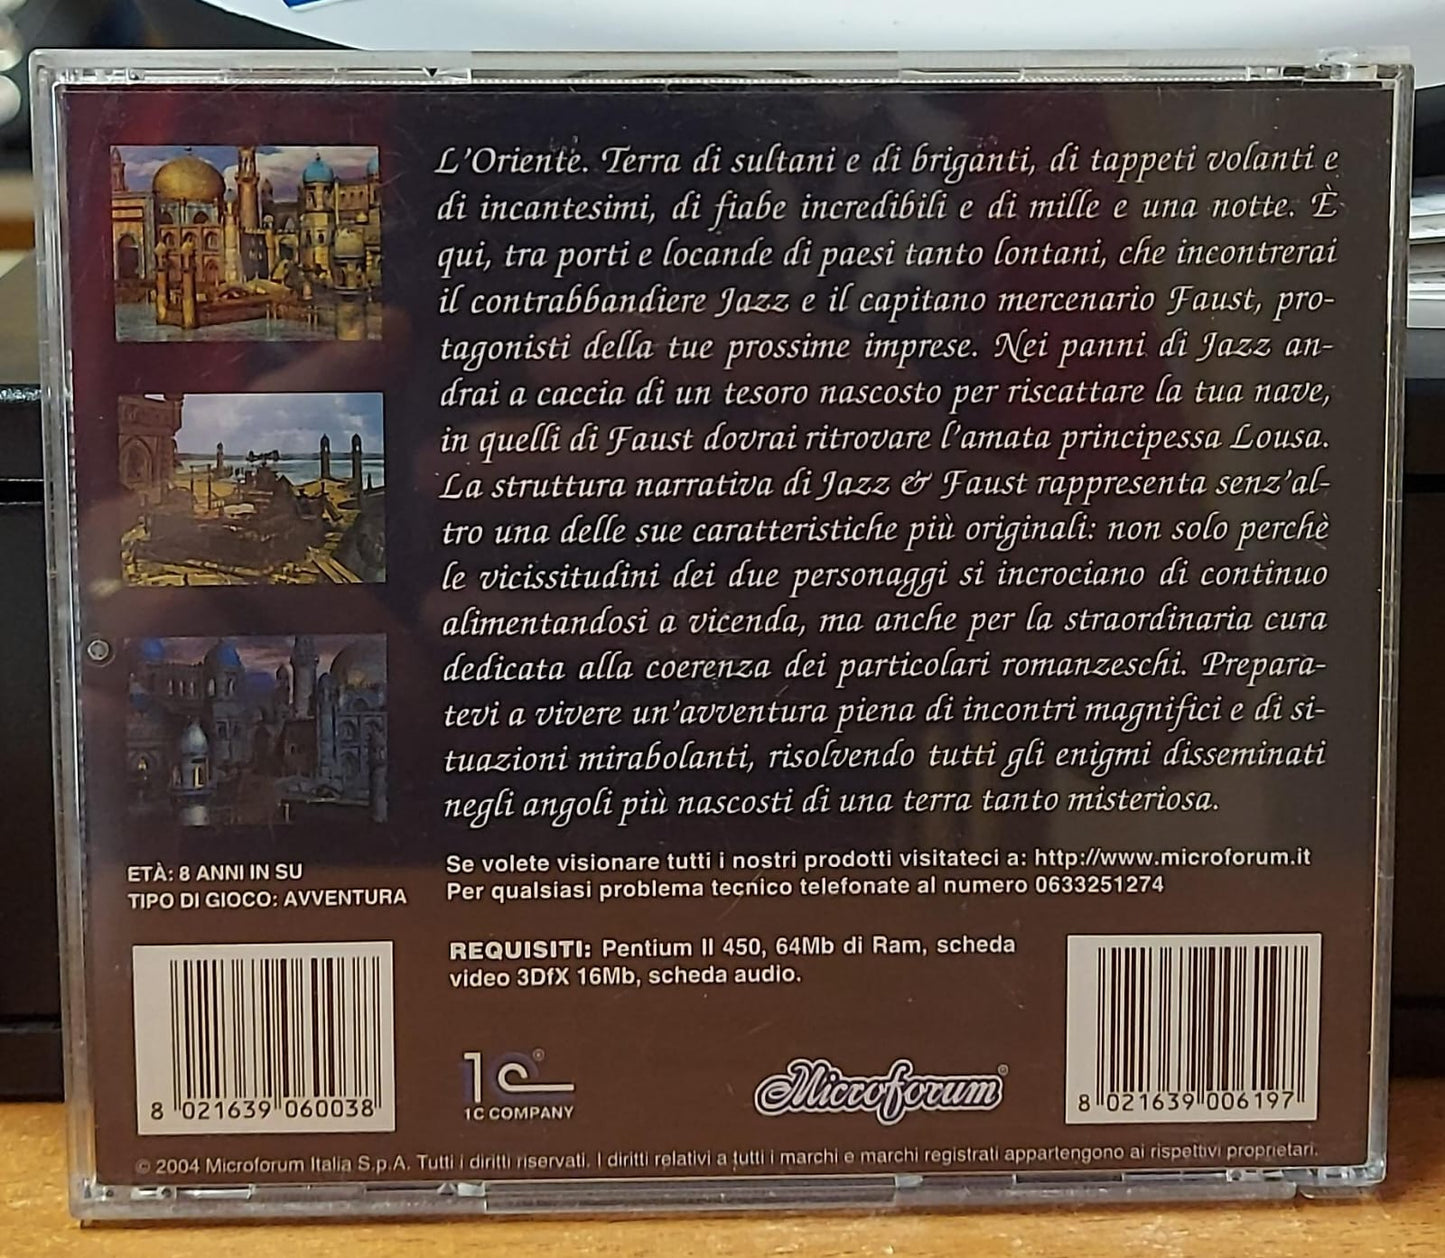 L'Oriente. Terra di sultani e di briganti, di tappeti volanti e
di incantesimi, di fiabe incredibili e di mille e una notte. È
qui, tra porti e locande di paesi tanto lontani, che incontrerai
il contrabbandiere Jazz e il capitano mercenario Faust, pro-
tagonisti della tue prossime imprese. Nei panni di Jazz an-
drai a caccia di un tesoro nascosto per riscattare la tua nave,
in quelli di Faust dovrai ritrovare l'amata principessa Lousa.
La struttura narrativa di Jazz & Faust rappresenta senz'al-
tro una delle sue caratteristiche più originali: non solo perchè
le vicissitudini dei due personaggi si incrociano di continuo
alimentandosi a vicenda, ma anche per la straordinaria cura
dedicata alla coerenza dei particolari romanzeschi. Prepara-
tevi a vivere un'avventura piena di incontri magnifici e di si-
tuazioni mirabolanti, risolvendo tutti gli enigmi disseminati
negli angoli più nascosti di una terra tanto misteriosa.
ETÀ: 8 ANNI IN SU
TIPO DI GIOCO: AVVENTURA
Se volete visionare tutti i nostri prodotti visitateci a: http://www.microforum.it
Per qualsiasi problema tecnico telefonate al numero 0633251274
REQUISITI: Pentium II 450, 64Mb di Ram, scheda
video 3DfX 16Mb, scheda audio.
8 021639 060038
1C®
1C COMPANY
Microforum®
8 021639 006197
© 2004 Microforum Italia S.p.A. Tutti i diritti riservati. I diritti relativi a tutti i marchi e marchi registrati appartengono ai rispettivi proprietari.